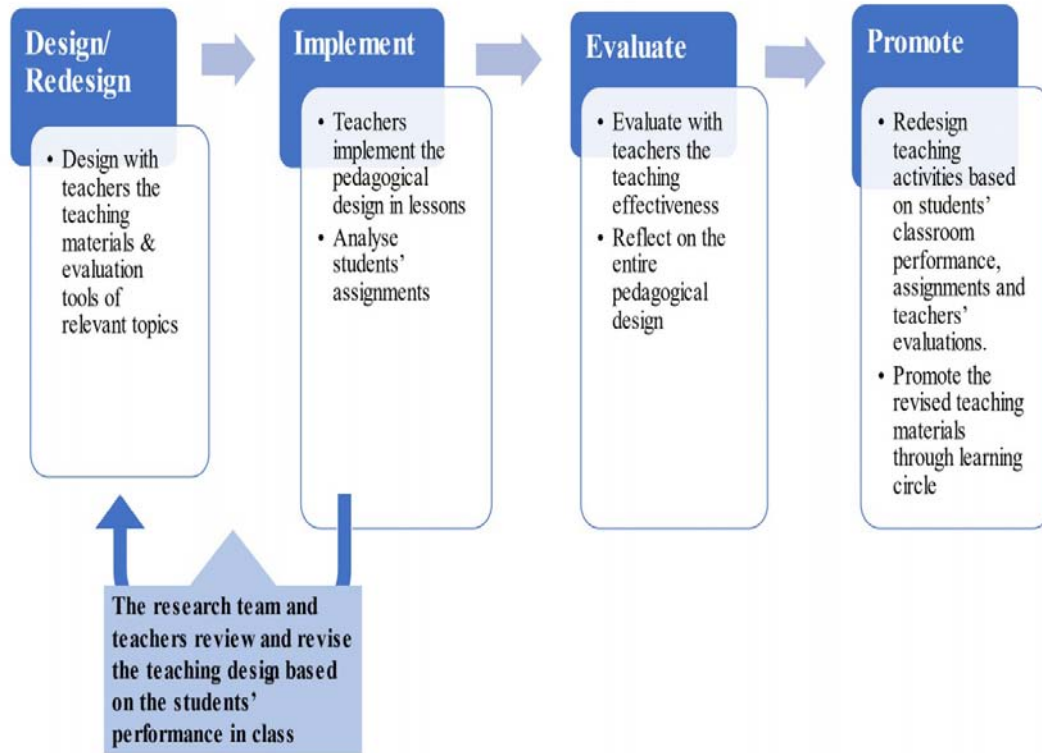 Design/
Redesign
• Design with
teachers the
teaching
materials &
evaluation
tools of
relevant topics
Implement
• Teachers
implement the
pedagogical
design in lessons
• Analyse
students’
assignments
Evaluate
• Evaluate with
teachers the
teaching
effectiveness
• Reflect on the
entire
pedagogical
design
Promote
• Redesign
teaching
activities based
on students’
classroom
performance,
assignments and
teachers’
evaluations.
• Promote the
revised teaching
materials
through learning
circle
The research team and
teachers review and revise
the teaching design based
on the students’
performance in class